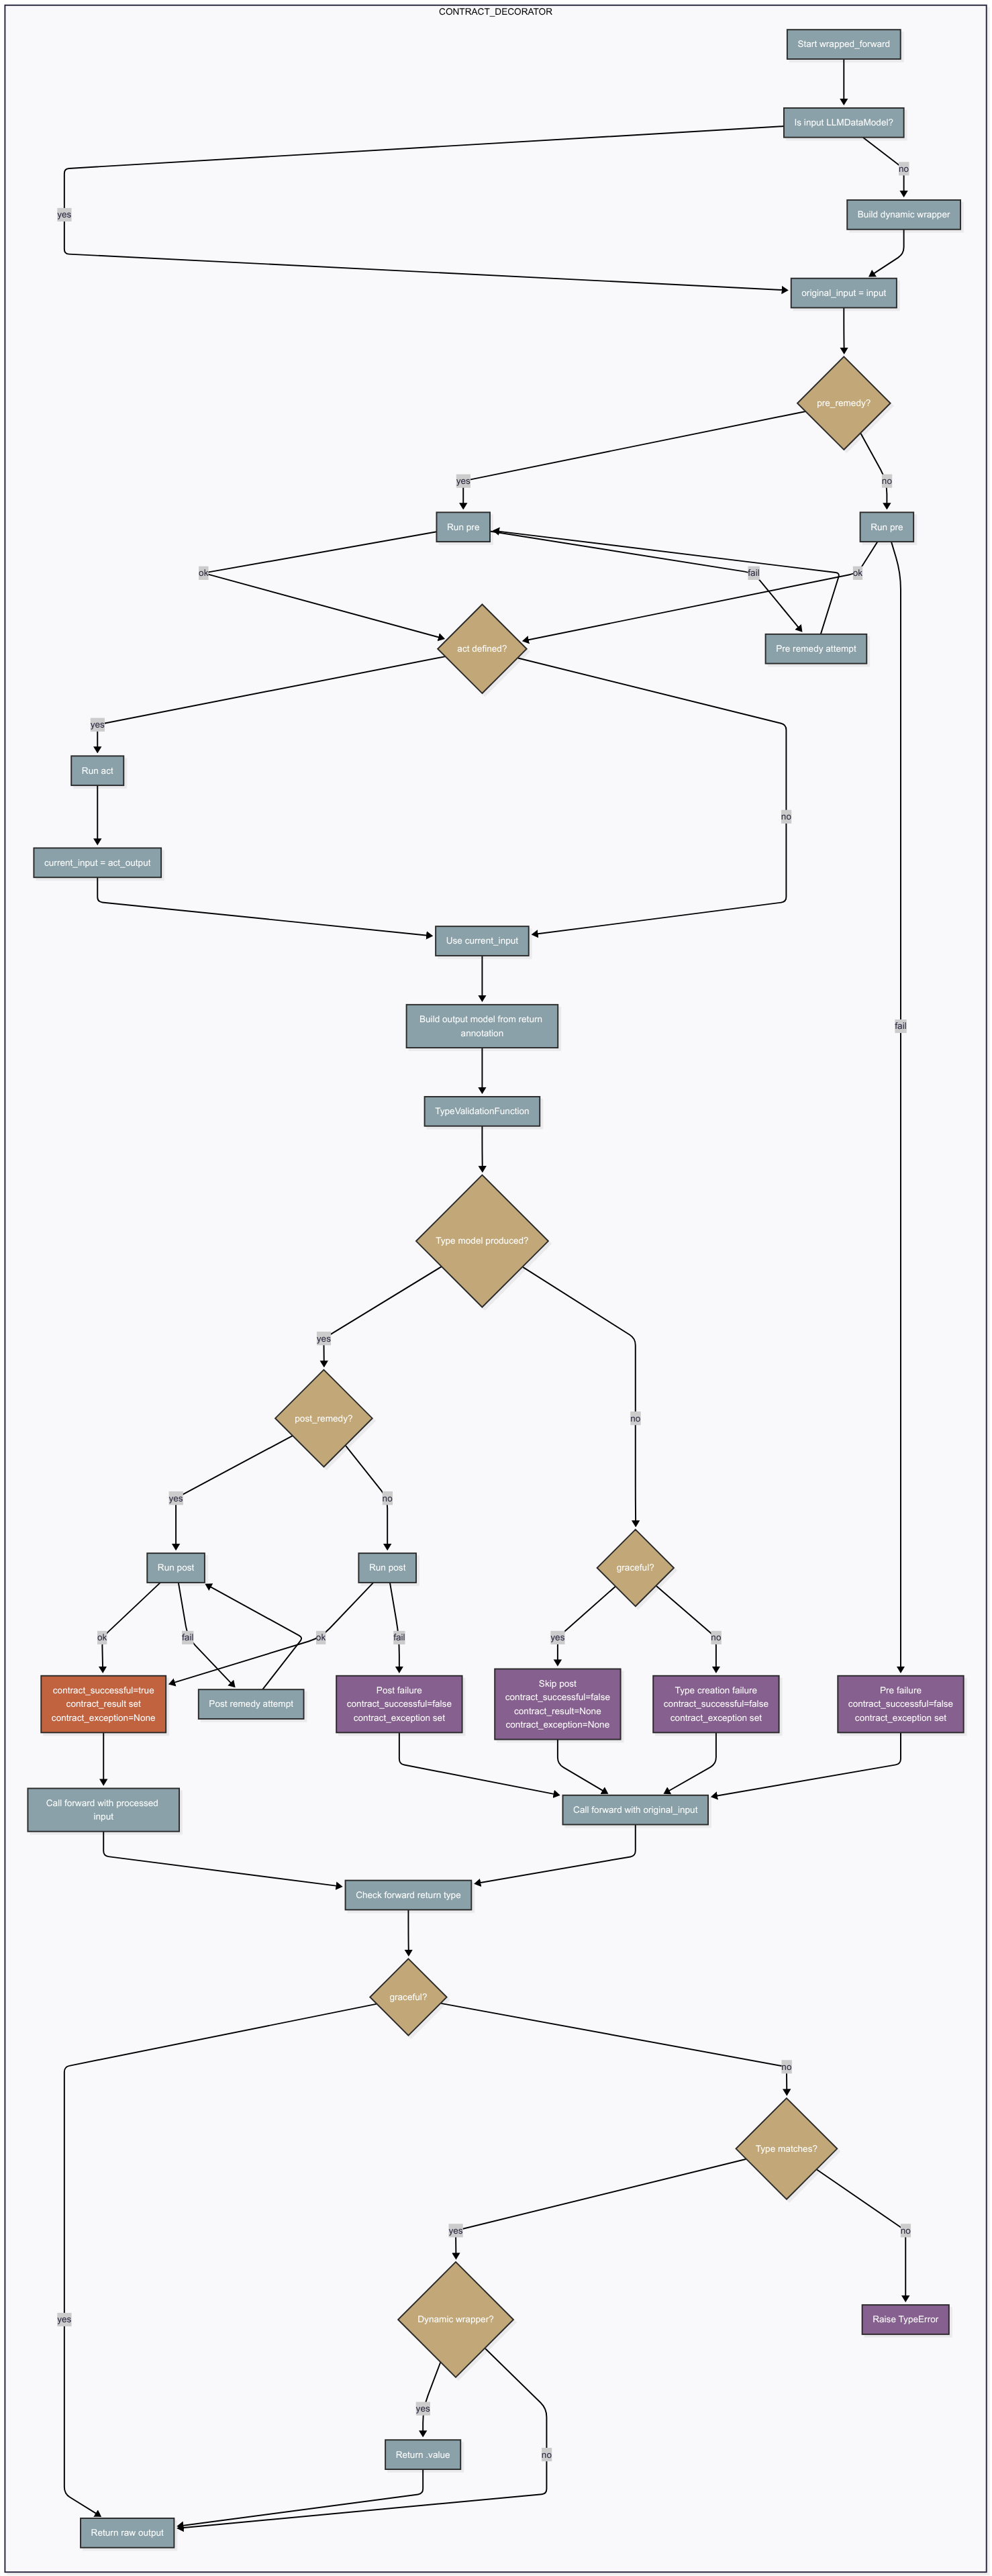 CONTRACT_DECORATOR
Start wrapped_forward
Is input LLMDataModel?
no
yes
Build dynamic wrapper
original_input = input
pre_remedy?
yes
no
Run pre
Run pre
ok
fail
ok
act defined?
Pre remedy attempt
yes
Run act
no
current_input = act_output
Use current_input
Build output model from return
annotation
fail
TypeValidationFunction
Type model produced?
yes
post_remedy?
no
yes
no
Run post
Run post
graceful?
ok
fail
ok
fail
yes
no
contract_successful=true
contract_result set
contract_exception=None
Post remedy attempt
Post failure
contract_successful=false
contract_exception set
Skip post
contract_successful=false
contract_result=None
contract_exception=None
Type creation failure
contract_successful=false
contract_exception set
Pre failure
contract_successful=false
contract_exception set
Call forward with processed
input
Call forward with original_input
Check forward return type
graceful?
no
Type matches?
yes
no
yes
Dynamic wrapper?
Raise TypeError
yes
Return .value
no
Return raw output